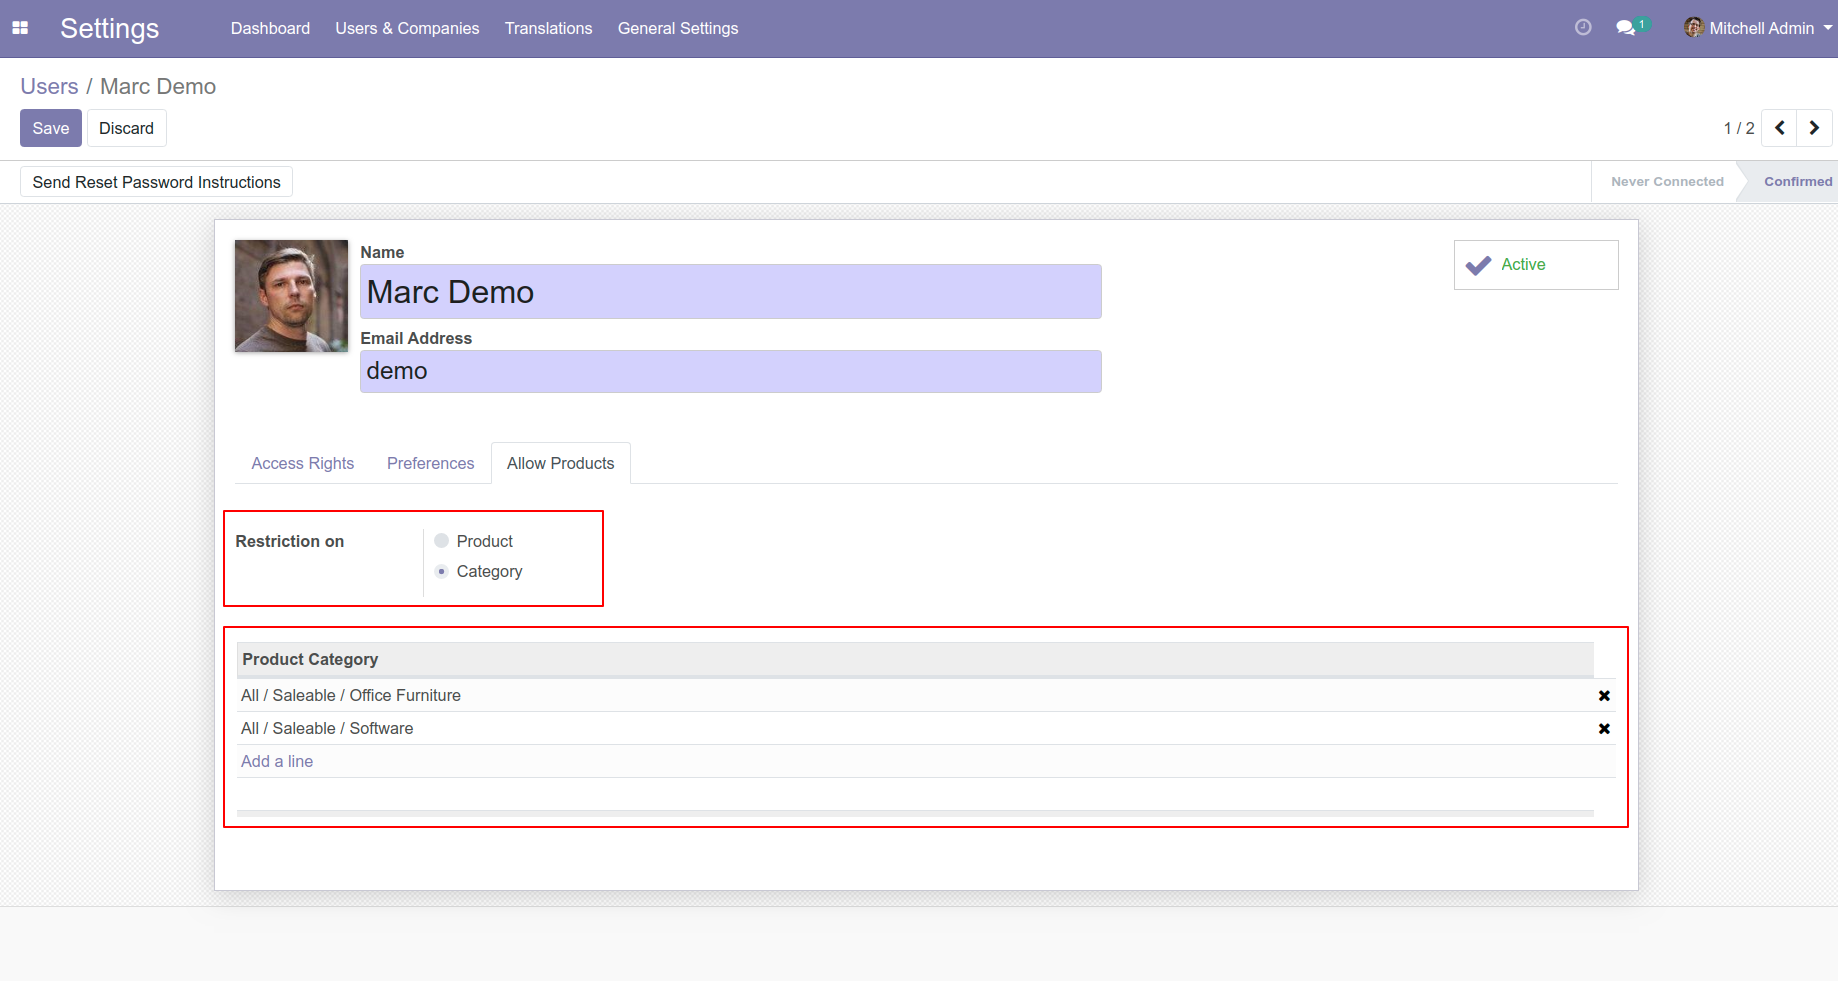 Settings
Dashboard Users & Companies Translations General Settings
1 Mitchell Admin
Users / Marc Demo
Save Discard
1 / 2
Send Reset Password Instructions
Never Connected Confirmed
Name
Marc Demo
Active
Email Address
demo
Access Rights Preferences Allow Products
Restriction on
Product
Category
Product Category
All / Saleable / Office Furniture
All / Saleable / Software
Add a line